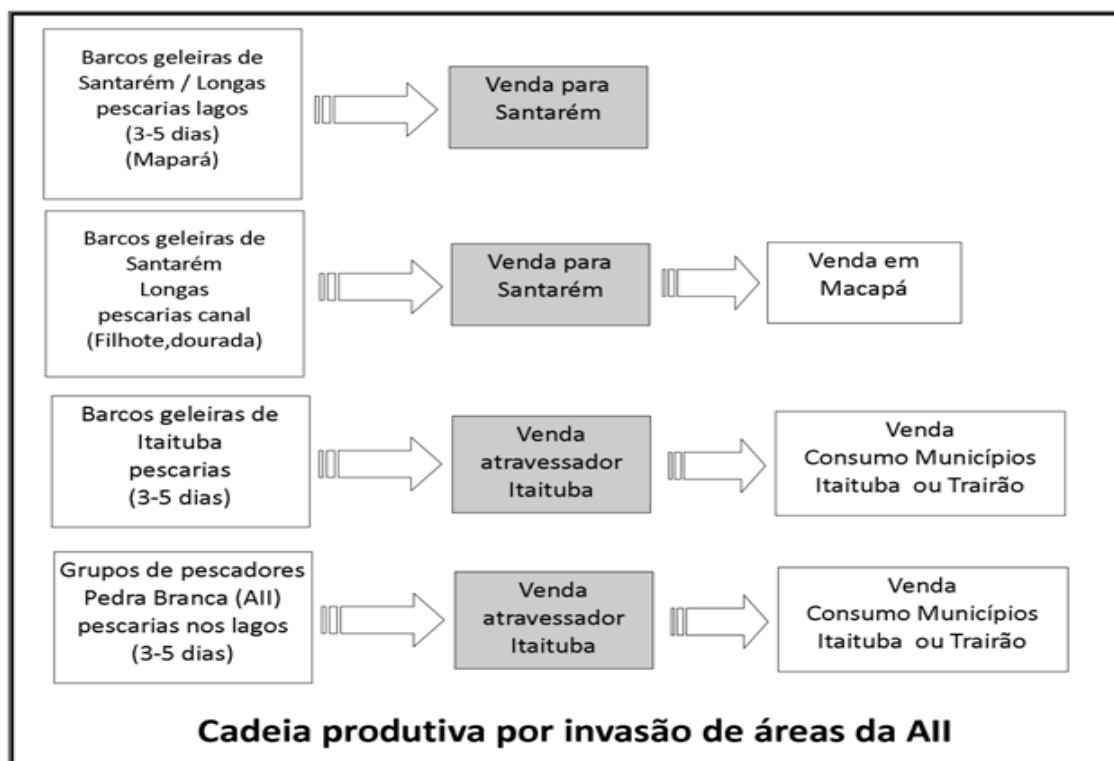 Barcos geleiras de
Santarém / Longas
pescarias lagos
(3-5 dias)
(Mapará)
Venda para
Santarém
Barcos geleiras de
Santarém
Longas
pescarias canal
(Filhote,dourada)
Venda para
Santarém
Venda em
Macapá
Barcos geleiras de
Itaituba
pescarias
(3-5 dias)
Venda
atravessador
Itaituba
Venda
Consumo Municípios
Itaituba ou Trairão
Grupos de pescadores
Pedra Branca (AII)
pescarias nos lagos
(3-5 dias)
Venda
atravessador
Itaituba
Venda
Consumo Municípios
Itaituba ou Trairão
Cadeia produtiva por invasão de áreas da AII